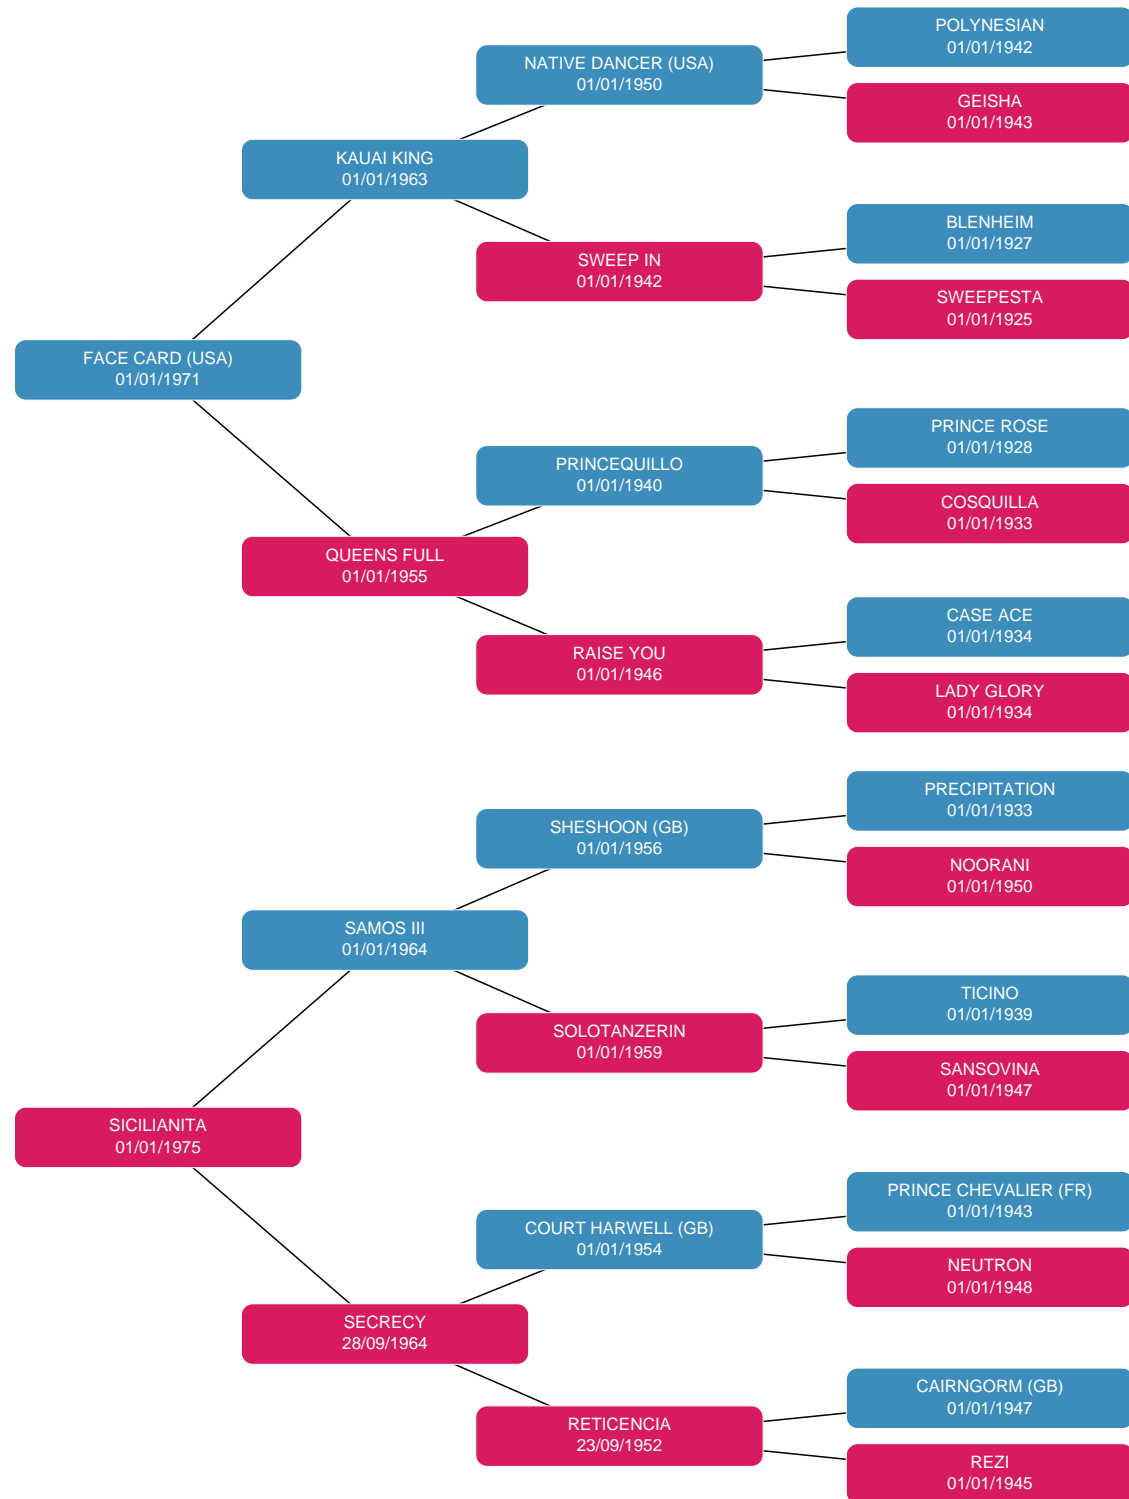 POLYNESIAN
01/01/1942
NATIVE DANCER (USA)
01/01/1950
GEISHA
01/01/1943
KAUAI KING
01/01/1963
BLENHEIM
01/01/1927
SWEEP IN
01/01/1942
SWEEPESTA
01/01/1925
FACE CARD (USA)
01/01/1971
PRINCE ROSE
01/01/1928
PRINCEQUILLO
01/01/1940
COSQUILLA
01/01/1933
QUEENS FULL
01/01/1955
CASE ACE
01/01/1934
RAISE YOU
01/01/1946
LADY GLORY
01/01/1934
PRECIPITATION
01/01/1933
SHESHOON (GB)
01/01/1956
NOORANI
01/01/1950
SAMOS III
01/01/1964
TICINO
01/01/1939
SOLOTANZERIN
01/01/1959
SANSOVINA
01/01/1947
SICILIANITA
01/01/1975
PRINCE CHEVALIER (FR)
01/01/1943
COURT HARWELL (GB)
01/01/1954
NEUTRON
01/01/1948
SECRECY
28/09/1964
CAIRNGORM (GB)
01/01/1947
RETICENCIA
23/09/1952
REZI
01/01/1945